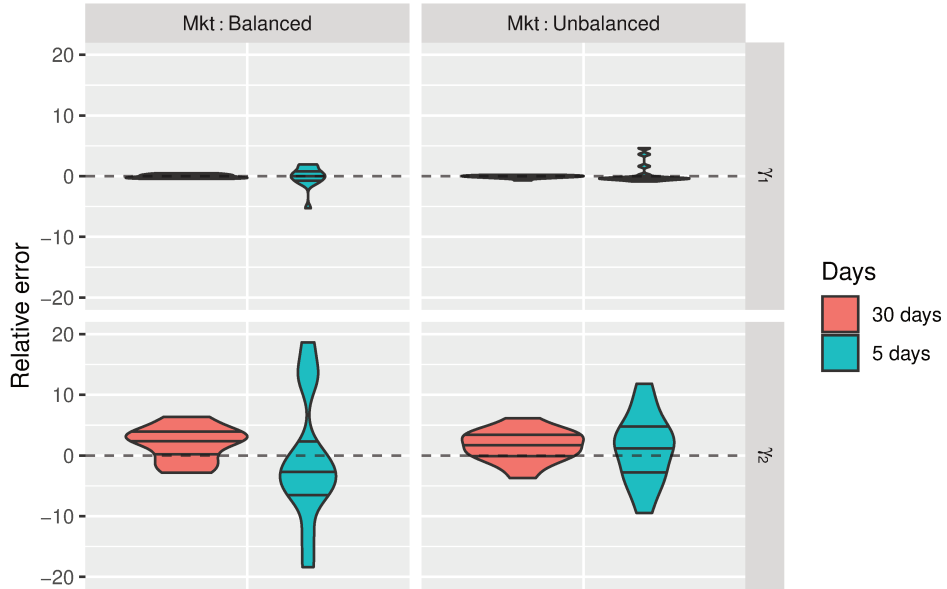 Mkt : Balanced
Mkt : Unbalanced
20
10
0
−10
−20
γ1
20
10
0
−10
−20
γ2
Relative error
Days
30 days
5 days